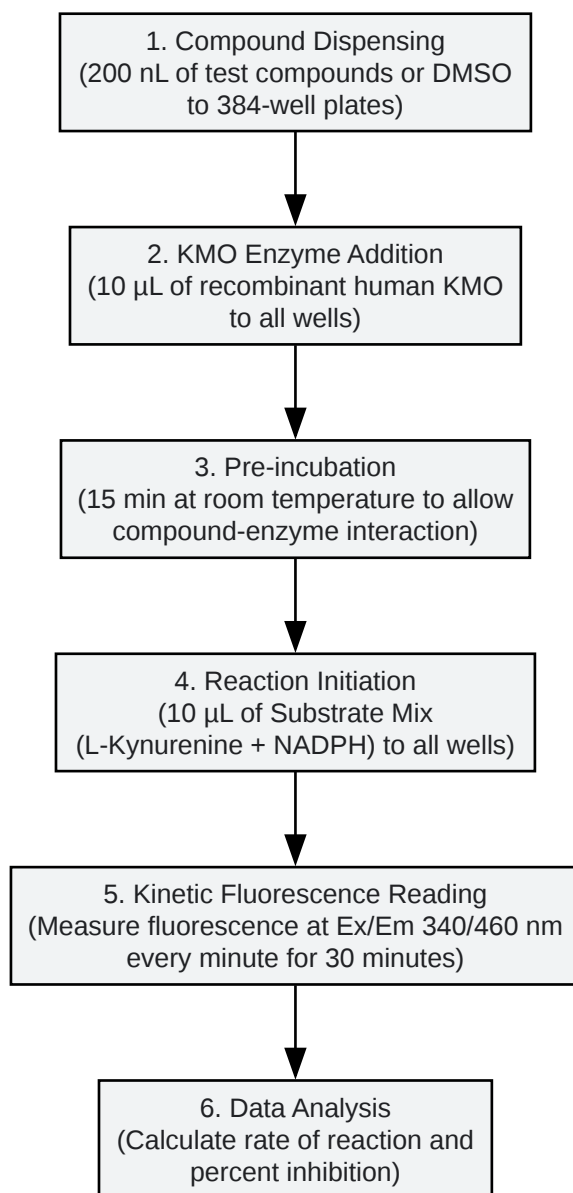 1. Compound Dispensing
(200 nL of test compounds or DMSO
to 384-well plates)
2. KMO Enzyme Addition
(10 µL of recombinant human KMO
to all wells)
3. Pre-incubation
(15 min at room temperature to allow
compound-enzyme interaction)
4. Reaction Initiation
(10 µL of Substrate Mix
(L-Kynurenine + NADPH) to all wells)
5. Kinetic Fluorescence Reading
(Measure fluorescence at Ex/Em 340/460 nm
every minute for 30 minutes)
6. Data Analysis
(Calculate rate of reaction and
percent inhibition)